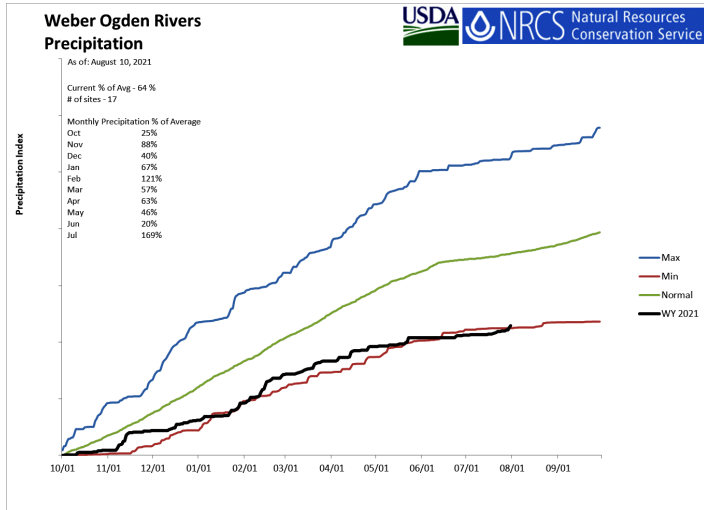 Weber Ogden Rivers
Precipitation
USDA
NRCS
Natural Resources
Conservation Service
As of: August 10, 2021
Current % of Avg - 64 %
# of sites - 17
Monthly Precipitation % of Average
Oct 25%
Nov 88%
Dec 40%
Jan 67%
Feb 121%
Mar 57%
Apr 63%
May 46%
Jun 20%
Jul 169%
Precipitation Index
Max
Min
Normal
WY 2021
10/01 11/01 12/01 01/01 02/01 03/01 04/01 05/01 06/01 07/01 08/01 09/01